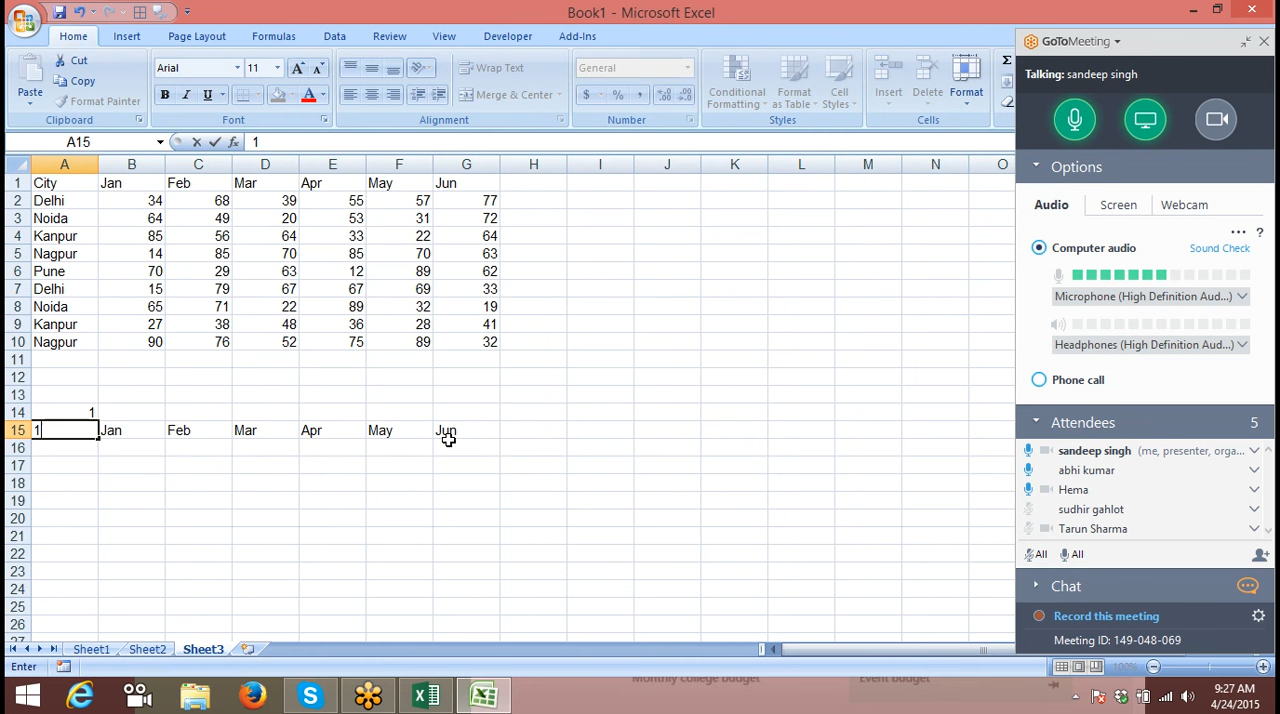 Book1 - Microsoft Excel
Home Insert Page Layout Formulas Data Review View Developer Add-Ins
Paste Cut Copy Format Painter
Arial 11
B I U A
Wrap Text
Merge & Center
General
$ % ,
Conditional Formatting Format as Table Cell Styles
Insert Delete Format
Clipboard Font Alignment Number Styles Cells
A15 fx 1
A B C D E F G H I J K L M N O
1 City Jan Feb Mar Apr May Jun
2 Delhi 34 68 39 55 57 77
3 Noida 64 49 20 53 31 72
4 Kanpur 85 56 64 33 22 64
5 Nagpur 14 85 70 85 70 63
6 Pune 70 29 63 12 89 62
7 Delhi 15 79 67 67 69 33
8 Noida 65 71 22 89 32 19
9 Kanpur 27 38 48 36 28 41
10 Nagpur 90 76 52 75 89 32
11
12
13
14 1
15 1 Jan Feb Mar Apr May Jun
16
17
18
19
20
21
22
23
24
25
26
27
Sheet1 Sheet2 Sheet3
Enter 100%
GoToMeeting
Talking: sandeep singh
Options
Audio Screen Webcam
... ?
Computer audio Sound Check
Microphone (High Definition Aud...)
Headphones (High Definition Aud...)
Phone call
Attendees 5
sandeep singh (me, presenter, orga...
abhi kumar
Hema
sudhir gahlot
Tarun Sharma
All All
Chat
Record this meeting
Meeting ID: 149-048-069
Monthly college budget Event budget
9:27 AM
4/24/2015